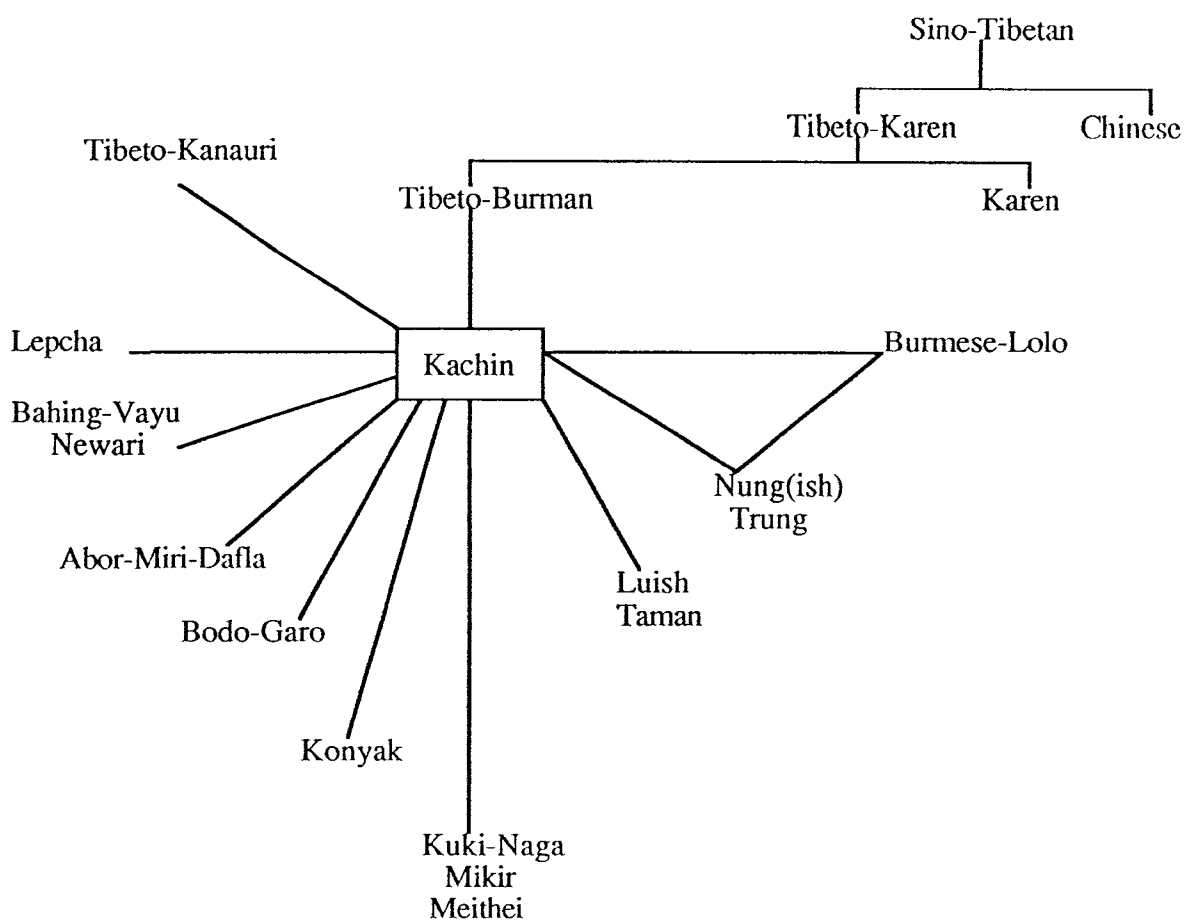 Sino-Tibetan
Tibeto-Karen
Chinese
Tibeto-Kanauri
Tibeto-Burman
Karen
Lepcha
Kachin
Burmese-Lolo
Bahing-Vayu
Newari
Nung(ish)
Trung
Abor-Miri-Dafla
Luish
Taman
Bodo-Garo
Konyak
Kuki-Naga
Mikir
Meithei